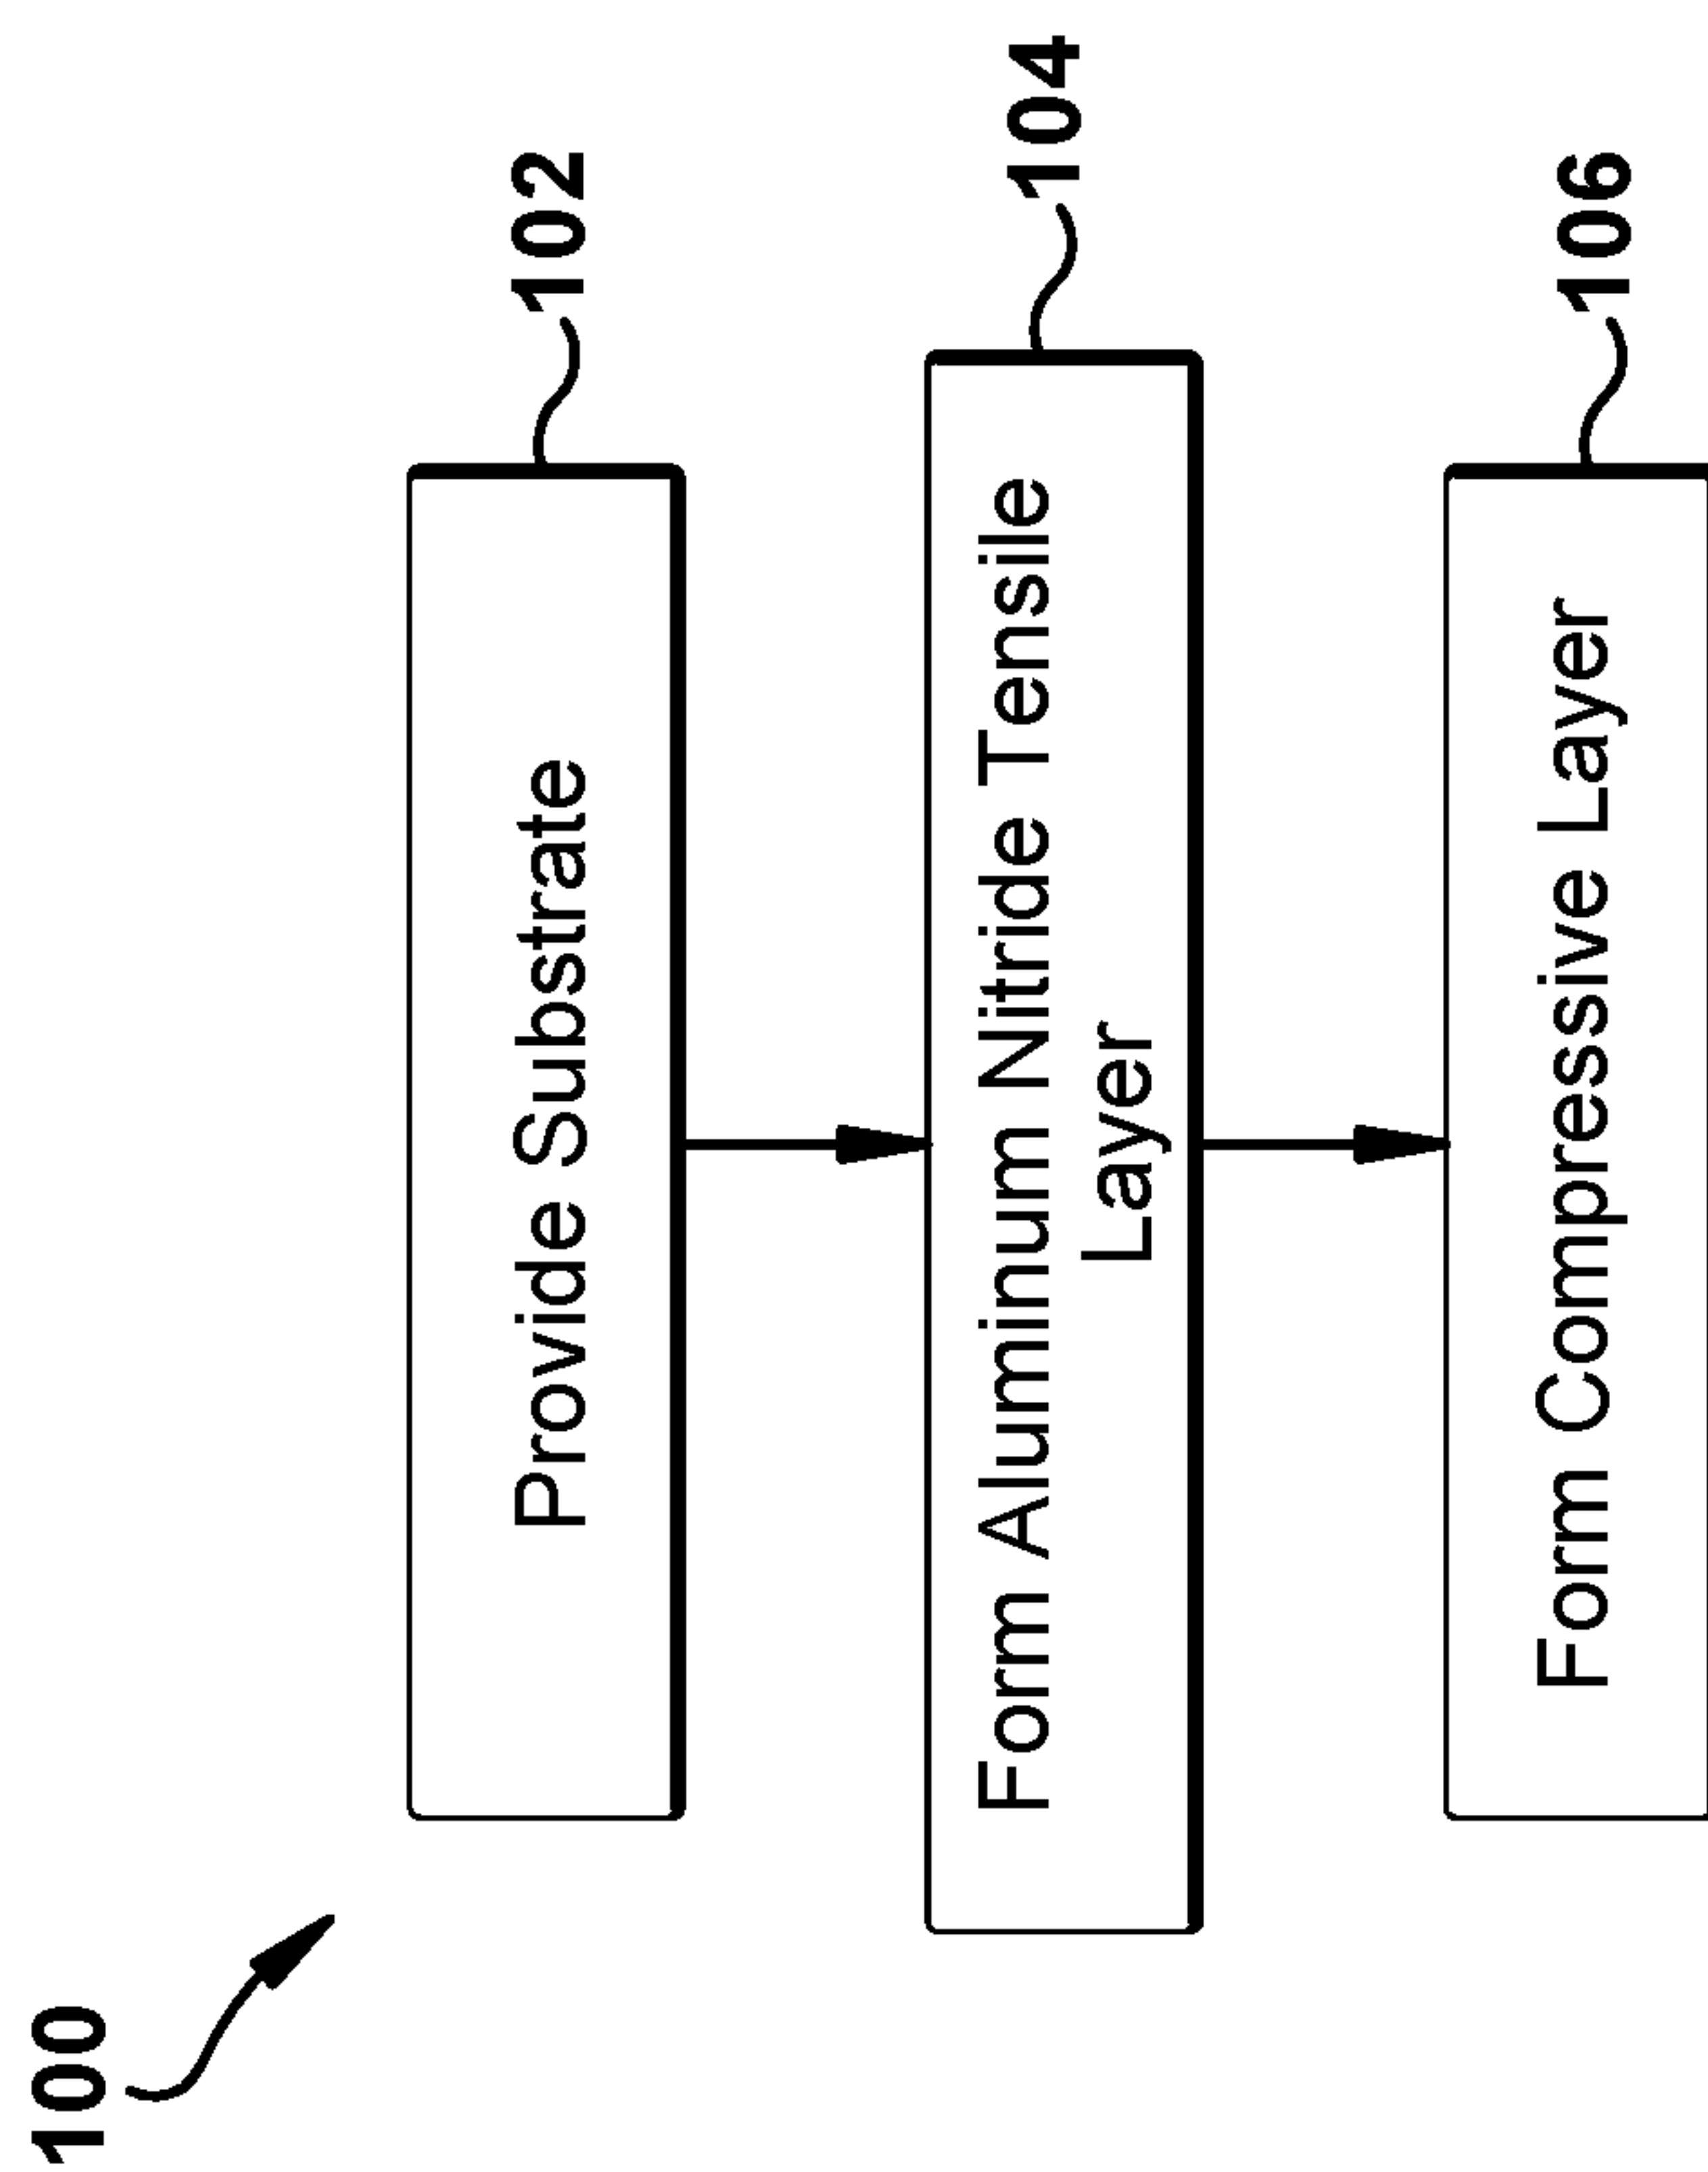 100
Provide Substrate
102
Form Aluminum Nitride Tensile
Layer
104
Form Compressive Layer
106